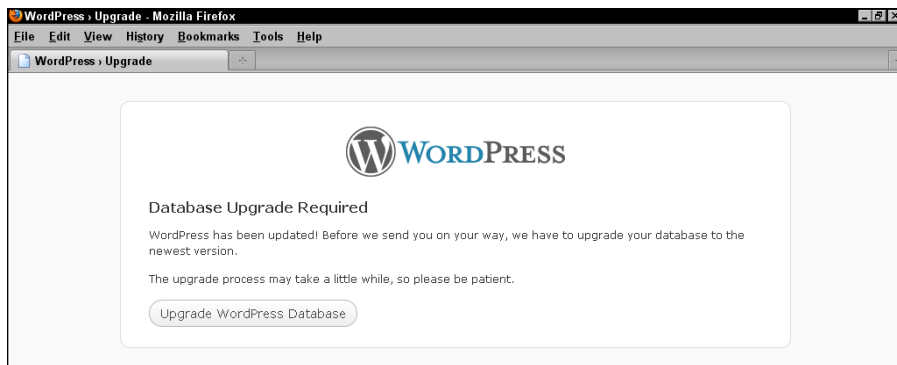 WordPress › Upgrade - Mozilla Firefox
File Edit View History Bookmarks Tools Help
WordPress › Upgrade
WORDPRESS
Database Upgrade Required
WordPress has been updated! Before we send you on your way, we have to upgrade your database to the
newest version.
The upgrade process may take a little while, so please be patient.
Upgrade WordPress Database